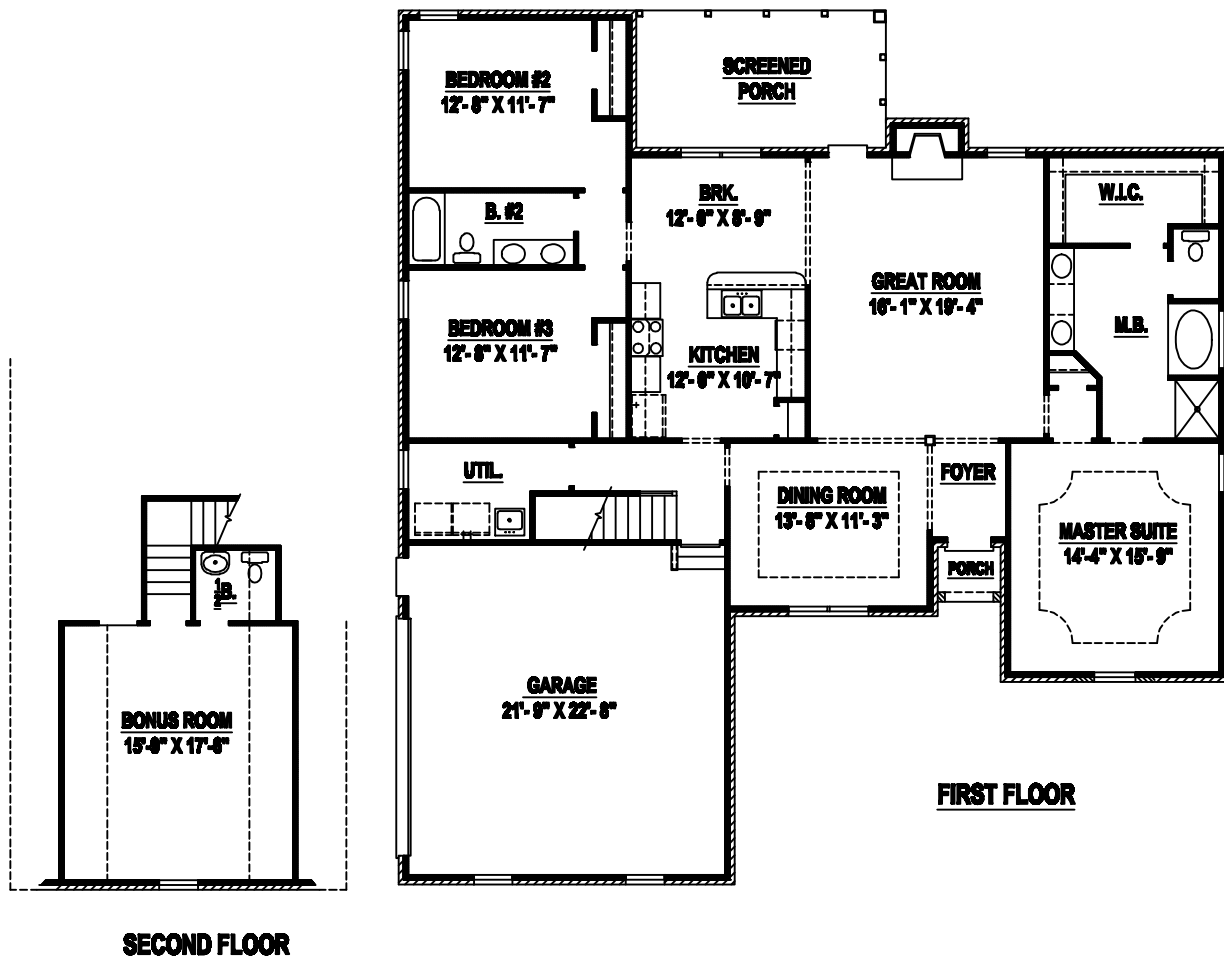 BEDROOM #2
12'- 8" X 11'- 7"
SCREENED
PORCH
BRK.
12'- 8" X 8'- 9"
W.I.C.
B. #2
GREAT ROOM
16'- 1" X 19'- 4"
BEDROOM #3
12'- 8" X 11'- 7"
M.B.
KITCHEN
12'- 8" X 10'- 7"
UTIL.
FOYER
DINING ROOM
13'- 8" X 11'- 3"
MASTER SUITE
14'-4" X 15'- 9"
PORCH
GARAGE
21'- 9" X 22'- 8"
FIRST FLOOR
B.
BONUS ROOM
15'-9" X 17'-6"
SECOND FLOOR